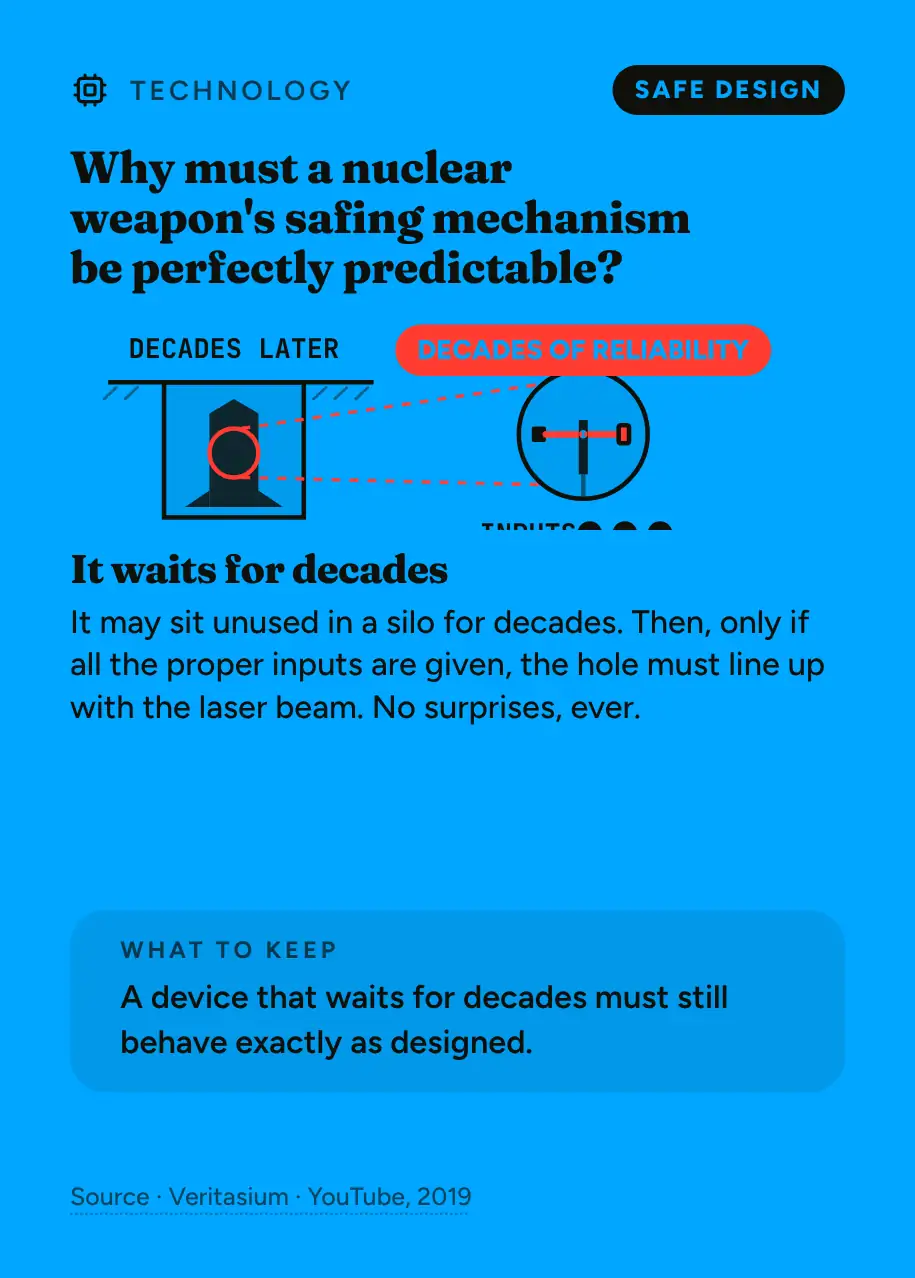 TECHNOLOGY
SAFE DESIGN
Why must a nuclear
weapon's safing mechanism
be perfectly predictable?
DECADES LATER
DECADES OF RELIABILITY
INPUTS
It waits for decades
It may sit unused in a silo for decades. Then, only if
all the proper inputs are given, the hole must line up
with the laser beam. No surprises, ever.
WHAT TO KEEP
A device that waits for decades must still
behave exactly as designed.
Source · Veritasium · YouTube, 2019